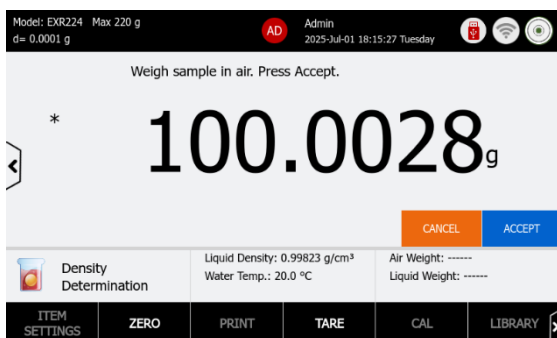 Model: EXR224 Max 220 g
d= 0.0001 g
AD
Admin
2025-Jul-01 18:15:27 Tuesday
Weigh sample in air. Press Accept.
*
100.0028 g
CANCEL
ACCEPT
Density
Determination
Liquid Density: 0.99823 g/cm³
Water Temp.: 20.0 °C
Air Weight: ------
Liquid Weight: ------
ITEM
SETTINGS
ZERO
PRINT
TARE
CAL
LIBRARY